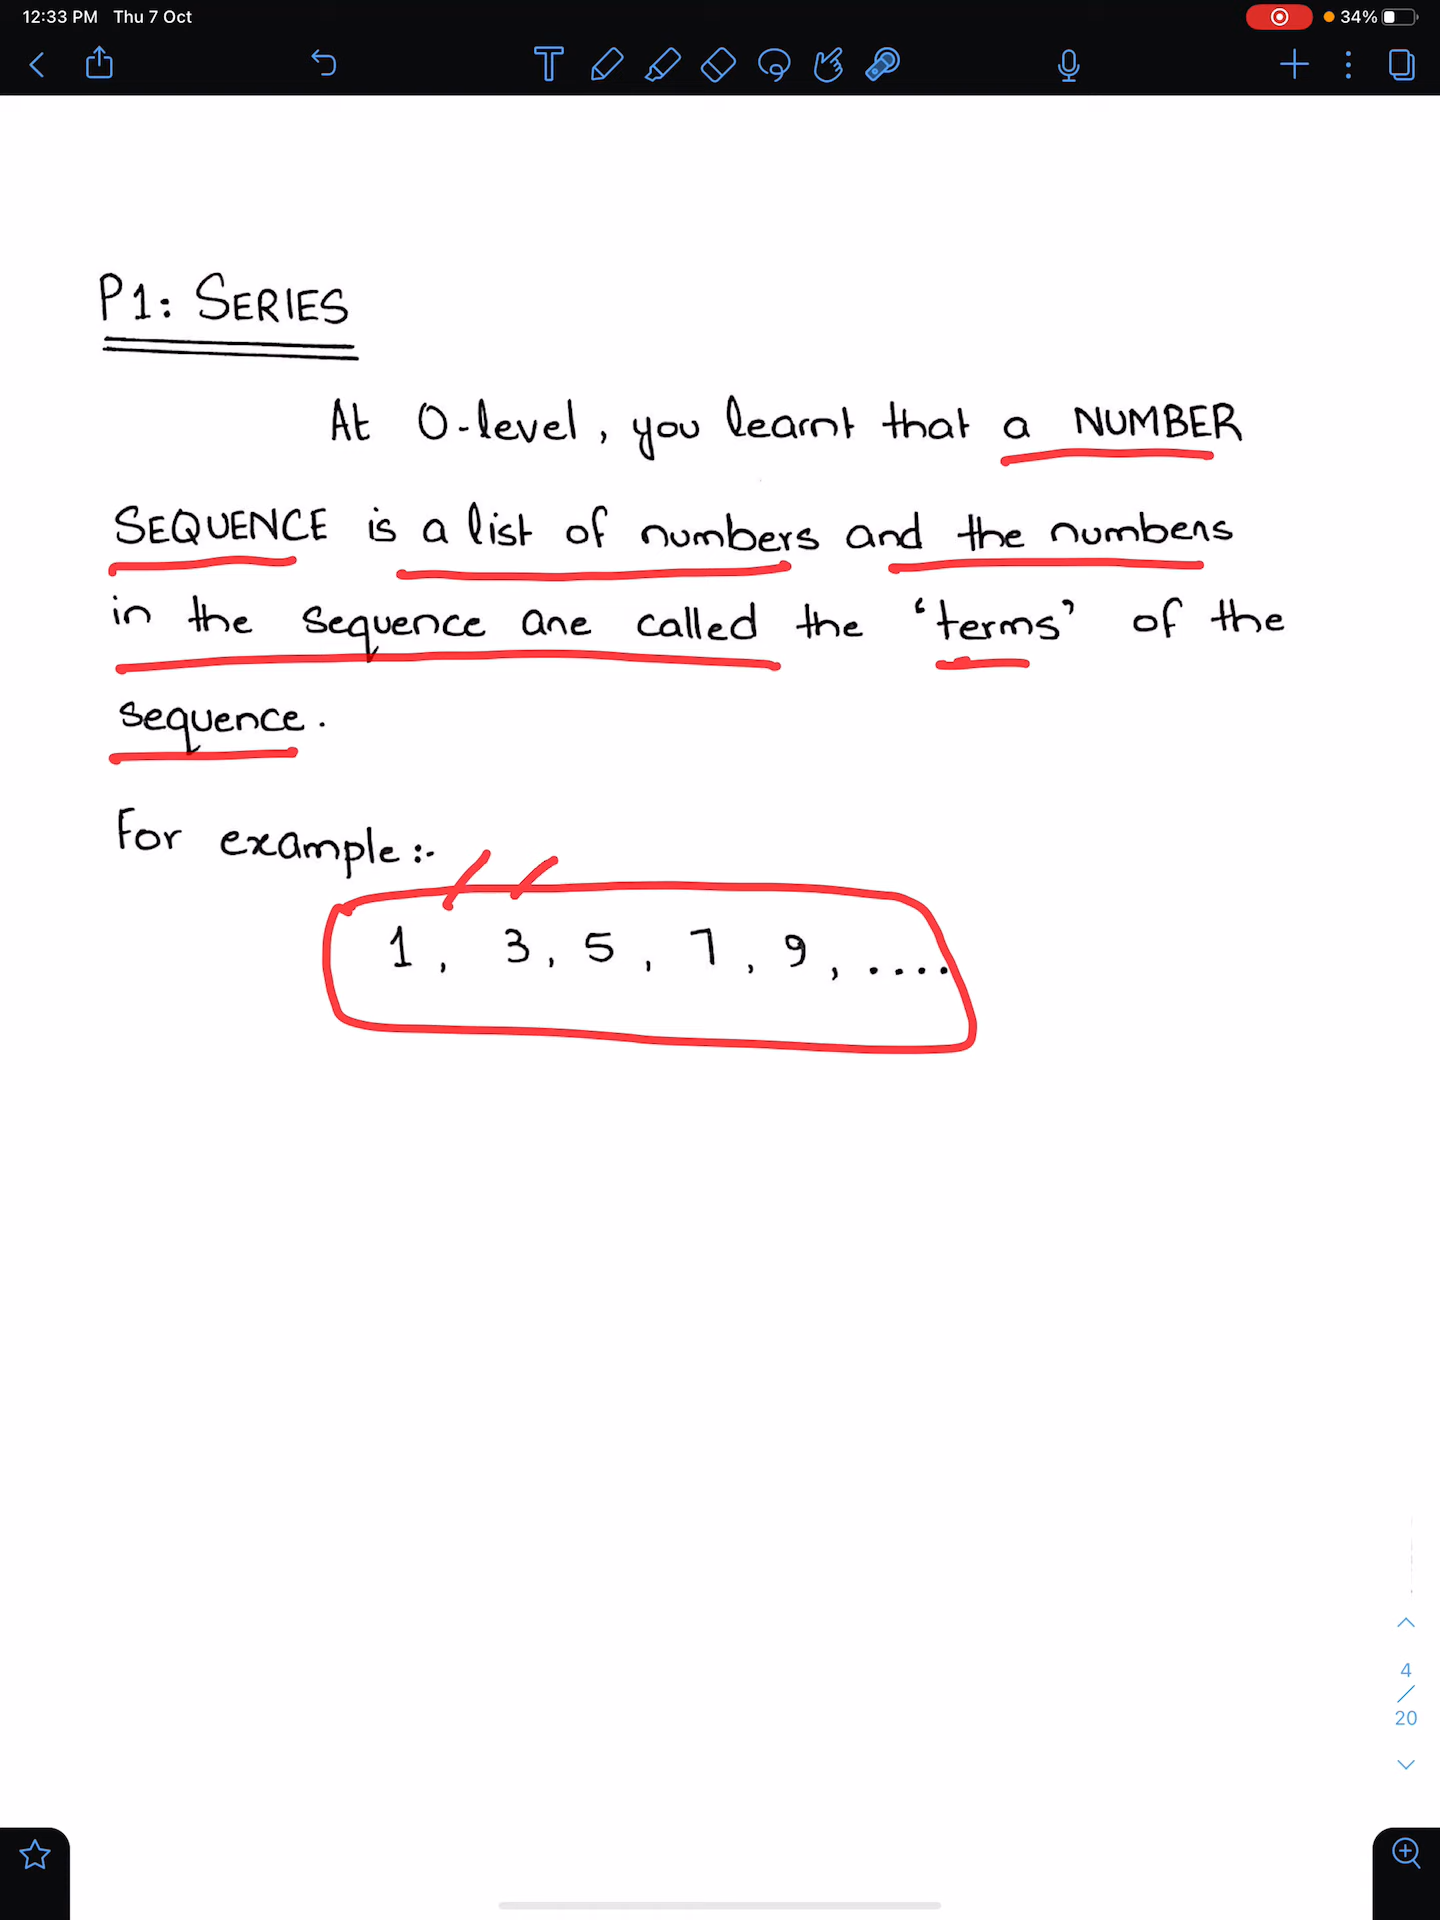 12:33 PM Thu 7 Oct 34%
P1: SERIES
At O-level, you learnt that a NUMBER
SEQUENCE is a list of numbers and the numbers
in the sequence are called the 'terms' of the
sequence.
For example:-
1, 3, 5, 7, 9, ....
4
/
20